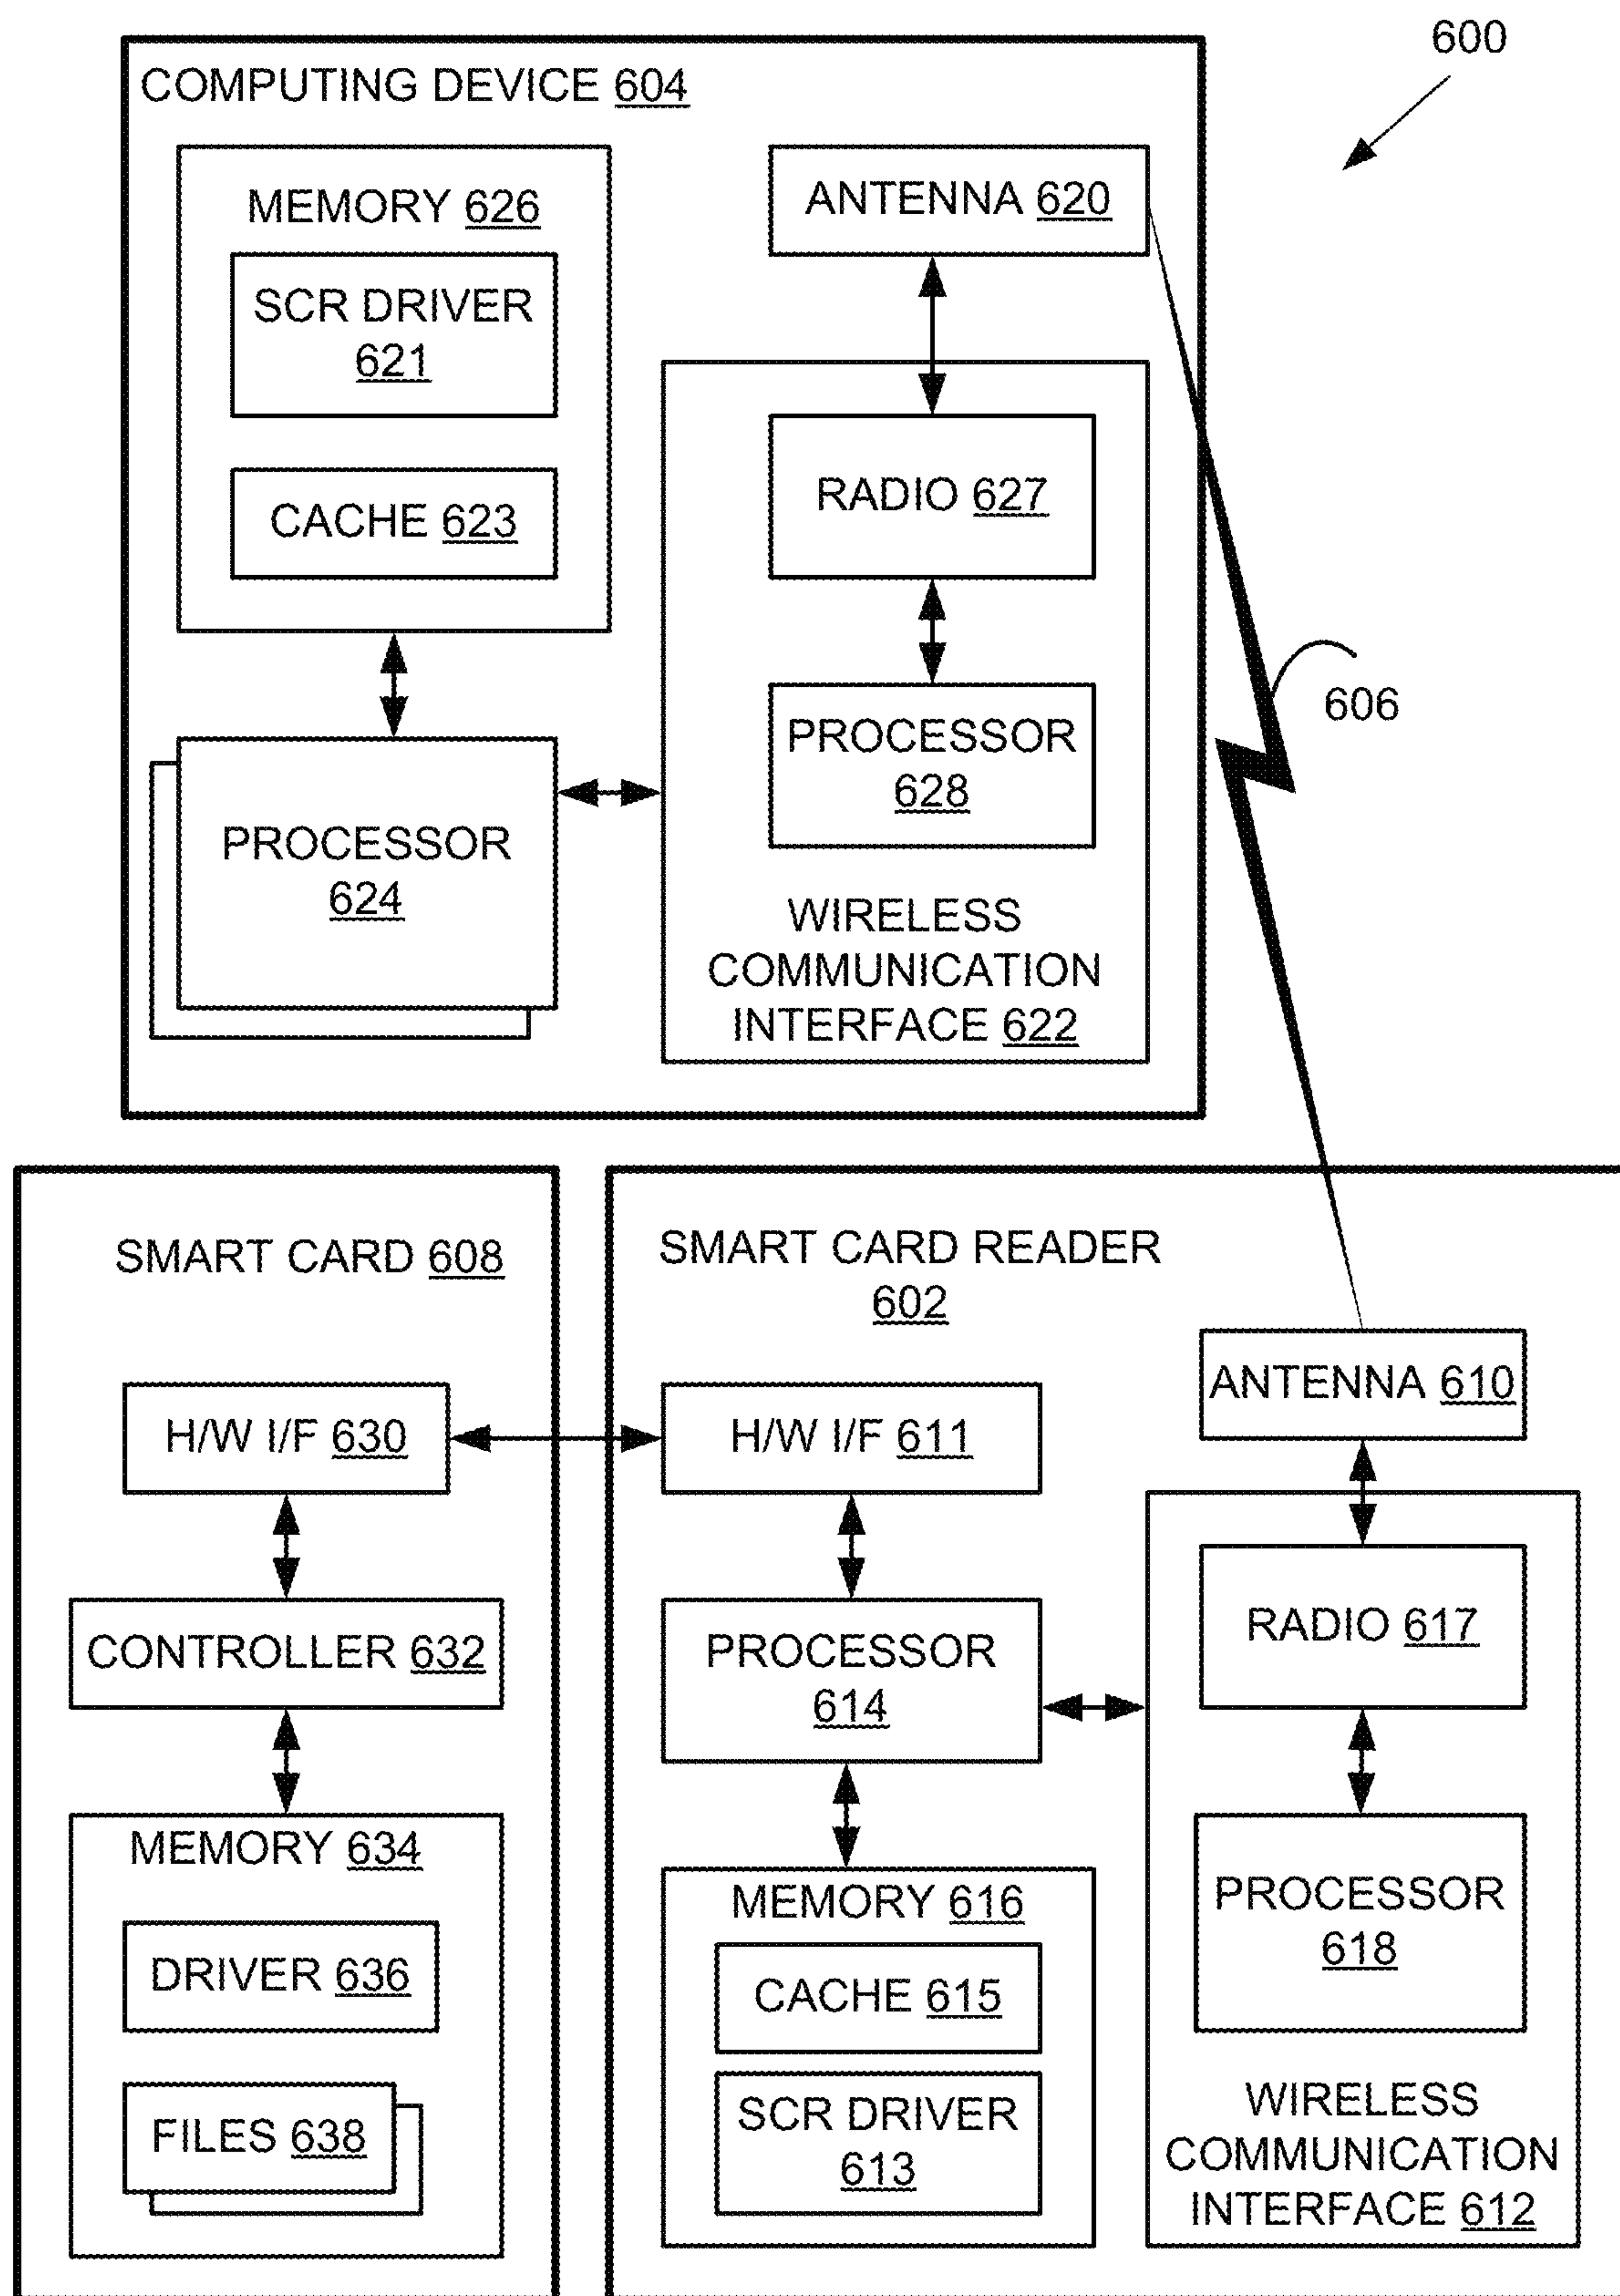 600
COMPUTING DEVICE 604
MEMORY 626
SCR DRIVER
621
CACHE 623
PROCESSOR
624
ANTENNA 620
RADIO 627
PROCESSOR
628
WIRELESS
COMMUNICATION
INTERFACE 622
606
SMART CARD 608
H/W I/F 630
CONTROLLER 632
MEMORY 634
DRIVER 636
FILES 638
SMART CARD READER
602
H/W I/F 611
PROCESSOR
614
MEMORY 616
CACHE 615
SCR DRIVER
613
ANTENNA 610
RADIO 617
PROCESSOR
618
WIRELESS
COMMUNICATION
INTERFACE 612